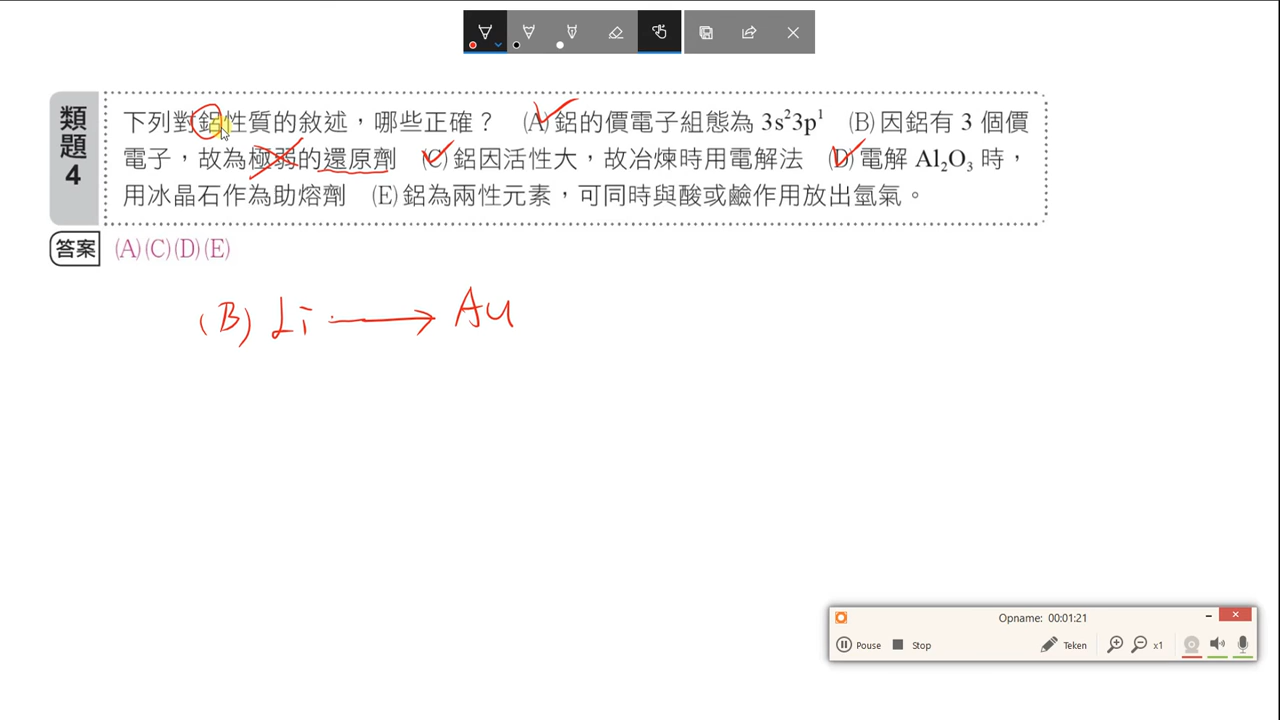 類題4
下列對鋁性質的敘述，哪些正確？ (A)鋁的價電子組態為 3s²3p¹ (B)因鋁有 3 個價
電子，故為極弱的還原劑 (C)鋁因活性大，故冶煉時用電解法 (D)電解 Al₂O₃ 時，
用冰晶石作為助熔劑 (E)鋁為兩性元素，可同時與酸或鹼作用放出氫氣。
答案 (A)(C)(D)(E)
(B) Li → Au
Opname: 00:01:21
Pause Stop Teken x1